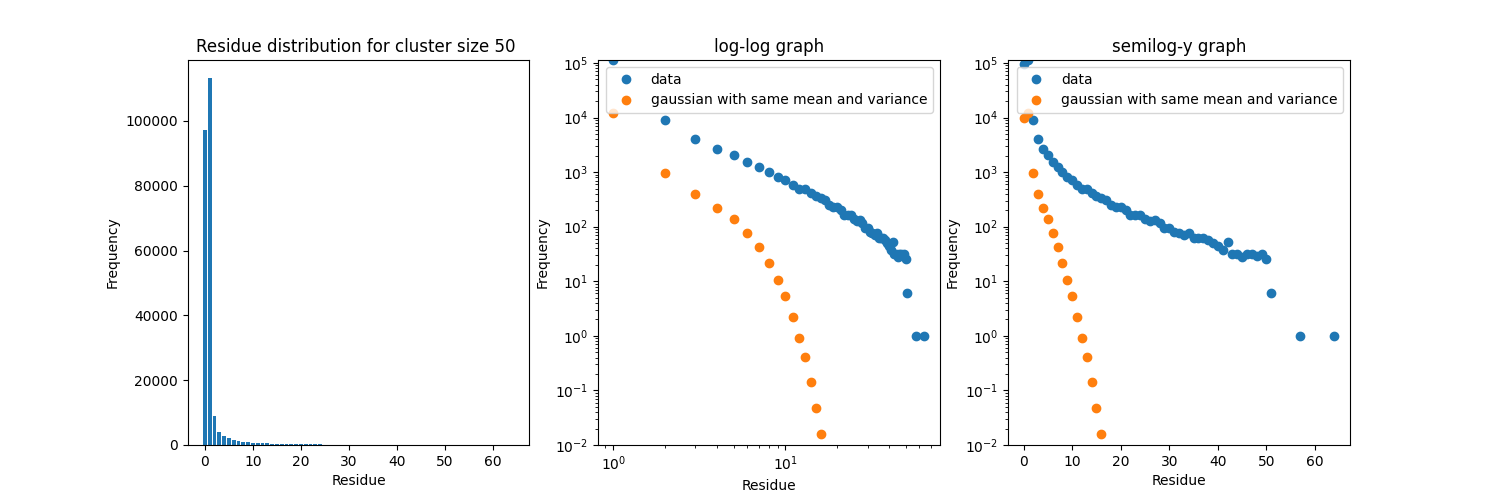 Residue distribution for cluster size 50
Frequency
100000
80000
60000
40000
20000
0
0 10 20 30 40 50 60
Residue
log-log graph
data
gaussian with same mean and variance
Frequency
10^5
10^4
10^3
10^2
10^1
10^0
10^-1
10^-2
10^0 10^1
Residue
semilog-y graph
data
gaussian with same mean and variance
Frequency
10^5
10^4
10^3
10^2
10^1
10^0
10^-1
10^-2
0 10 20 30 40 50 60
Residue